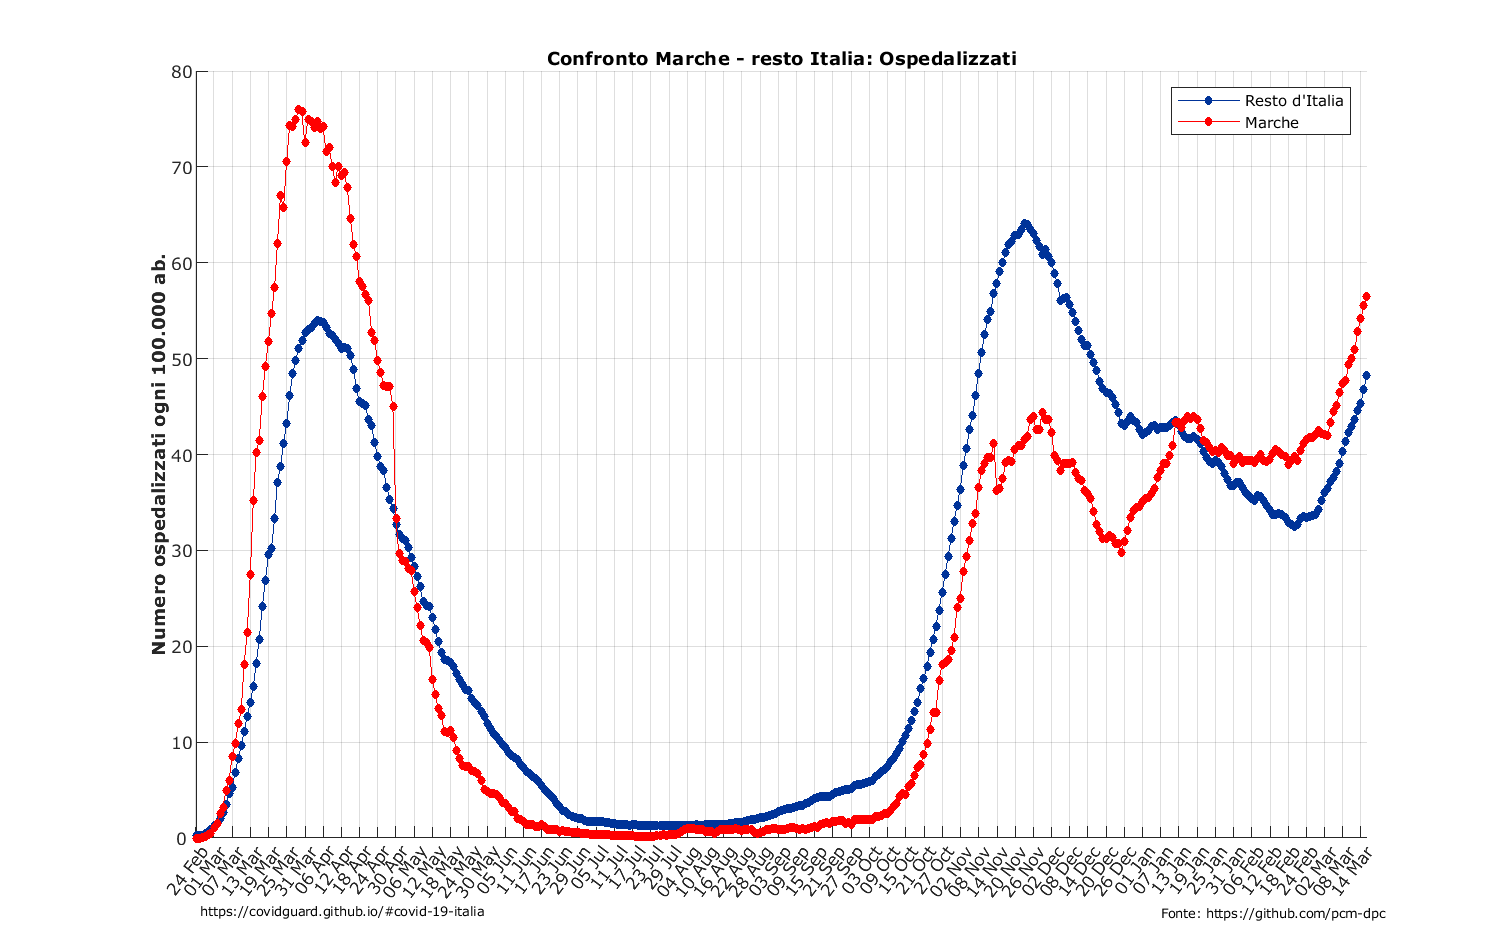 Confronto Marche - resto Italia: Ospedalizzati
Resto d'Italia
Marche
Numero ospedalizzati ogni 100.000 ab.
80
70
60
50
40
30
20
10
0
24 Feb
01 Mar
07 Mar
13 Mar
19 Mar
25 Mar
31 Mar
06 Apr
12 Apr
18 Apr
24 Apr
30 Apr
06 May
12 May
18 May
24 May
30 May
05 Jun
11 Jun
17 Jun
23 Jun
29 Jun
05 Jul
11 Jul
17 Jul
23 Jul
29 Jul
04 Aug
10 Aug
16 Aug
22 Aug
28 Aug
03 Sep
09 Sep
15 Sep
21 Sep
27 Sep
03 Oct
09 Oct
15 Oct
21 Oct
27 Oct
02 Nov
08 Nov
14 Nov
20 Nov
26 Nov
02 Dec
08 Dec
14 Dec
20 Dec
26 Dec
01 Jan
07 Jan
13 Jan
19 Jan
25 Jan
31 Jan
06 Feb
12 Feb
18 Feb
24 Feb
02 Mar
08 Mar
14 Mar
https://covidguard.github.io/#covid-19-italia
Fonte: https://github.com/pcm-dpc